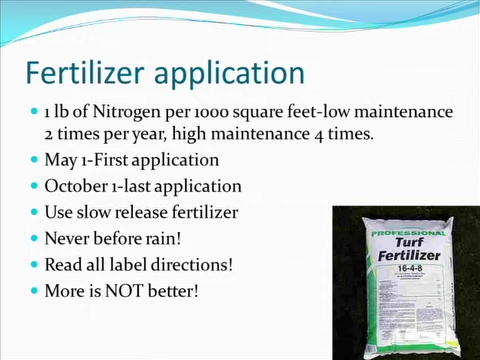 Fertilizer application
1 lb of Nitrogen per 1000 square feet-low maintenance
2 times per year, high maintenance 4 times.
May 1-First application
October 1-last application
Use slow release fertilizer
Never before rain!
Read all label directions!
More is NOT better!
PROFESSIONAL
Turf
Fertilizer
16-4-8